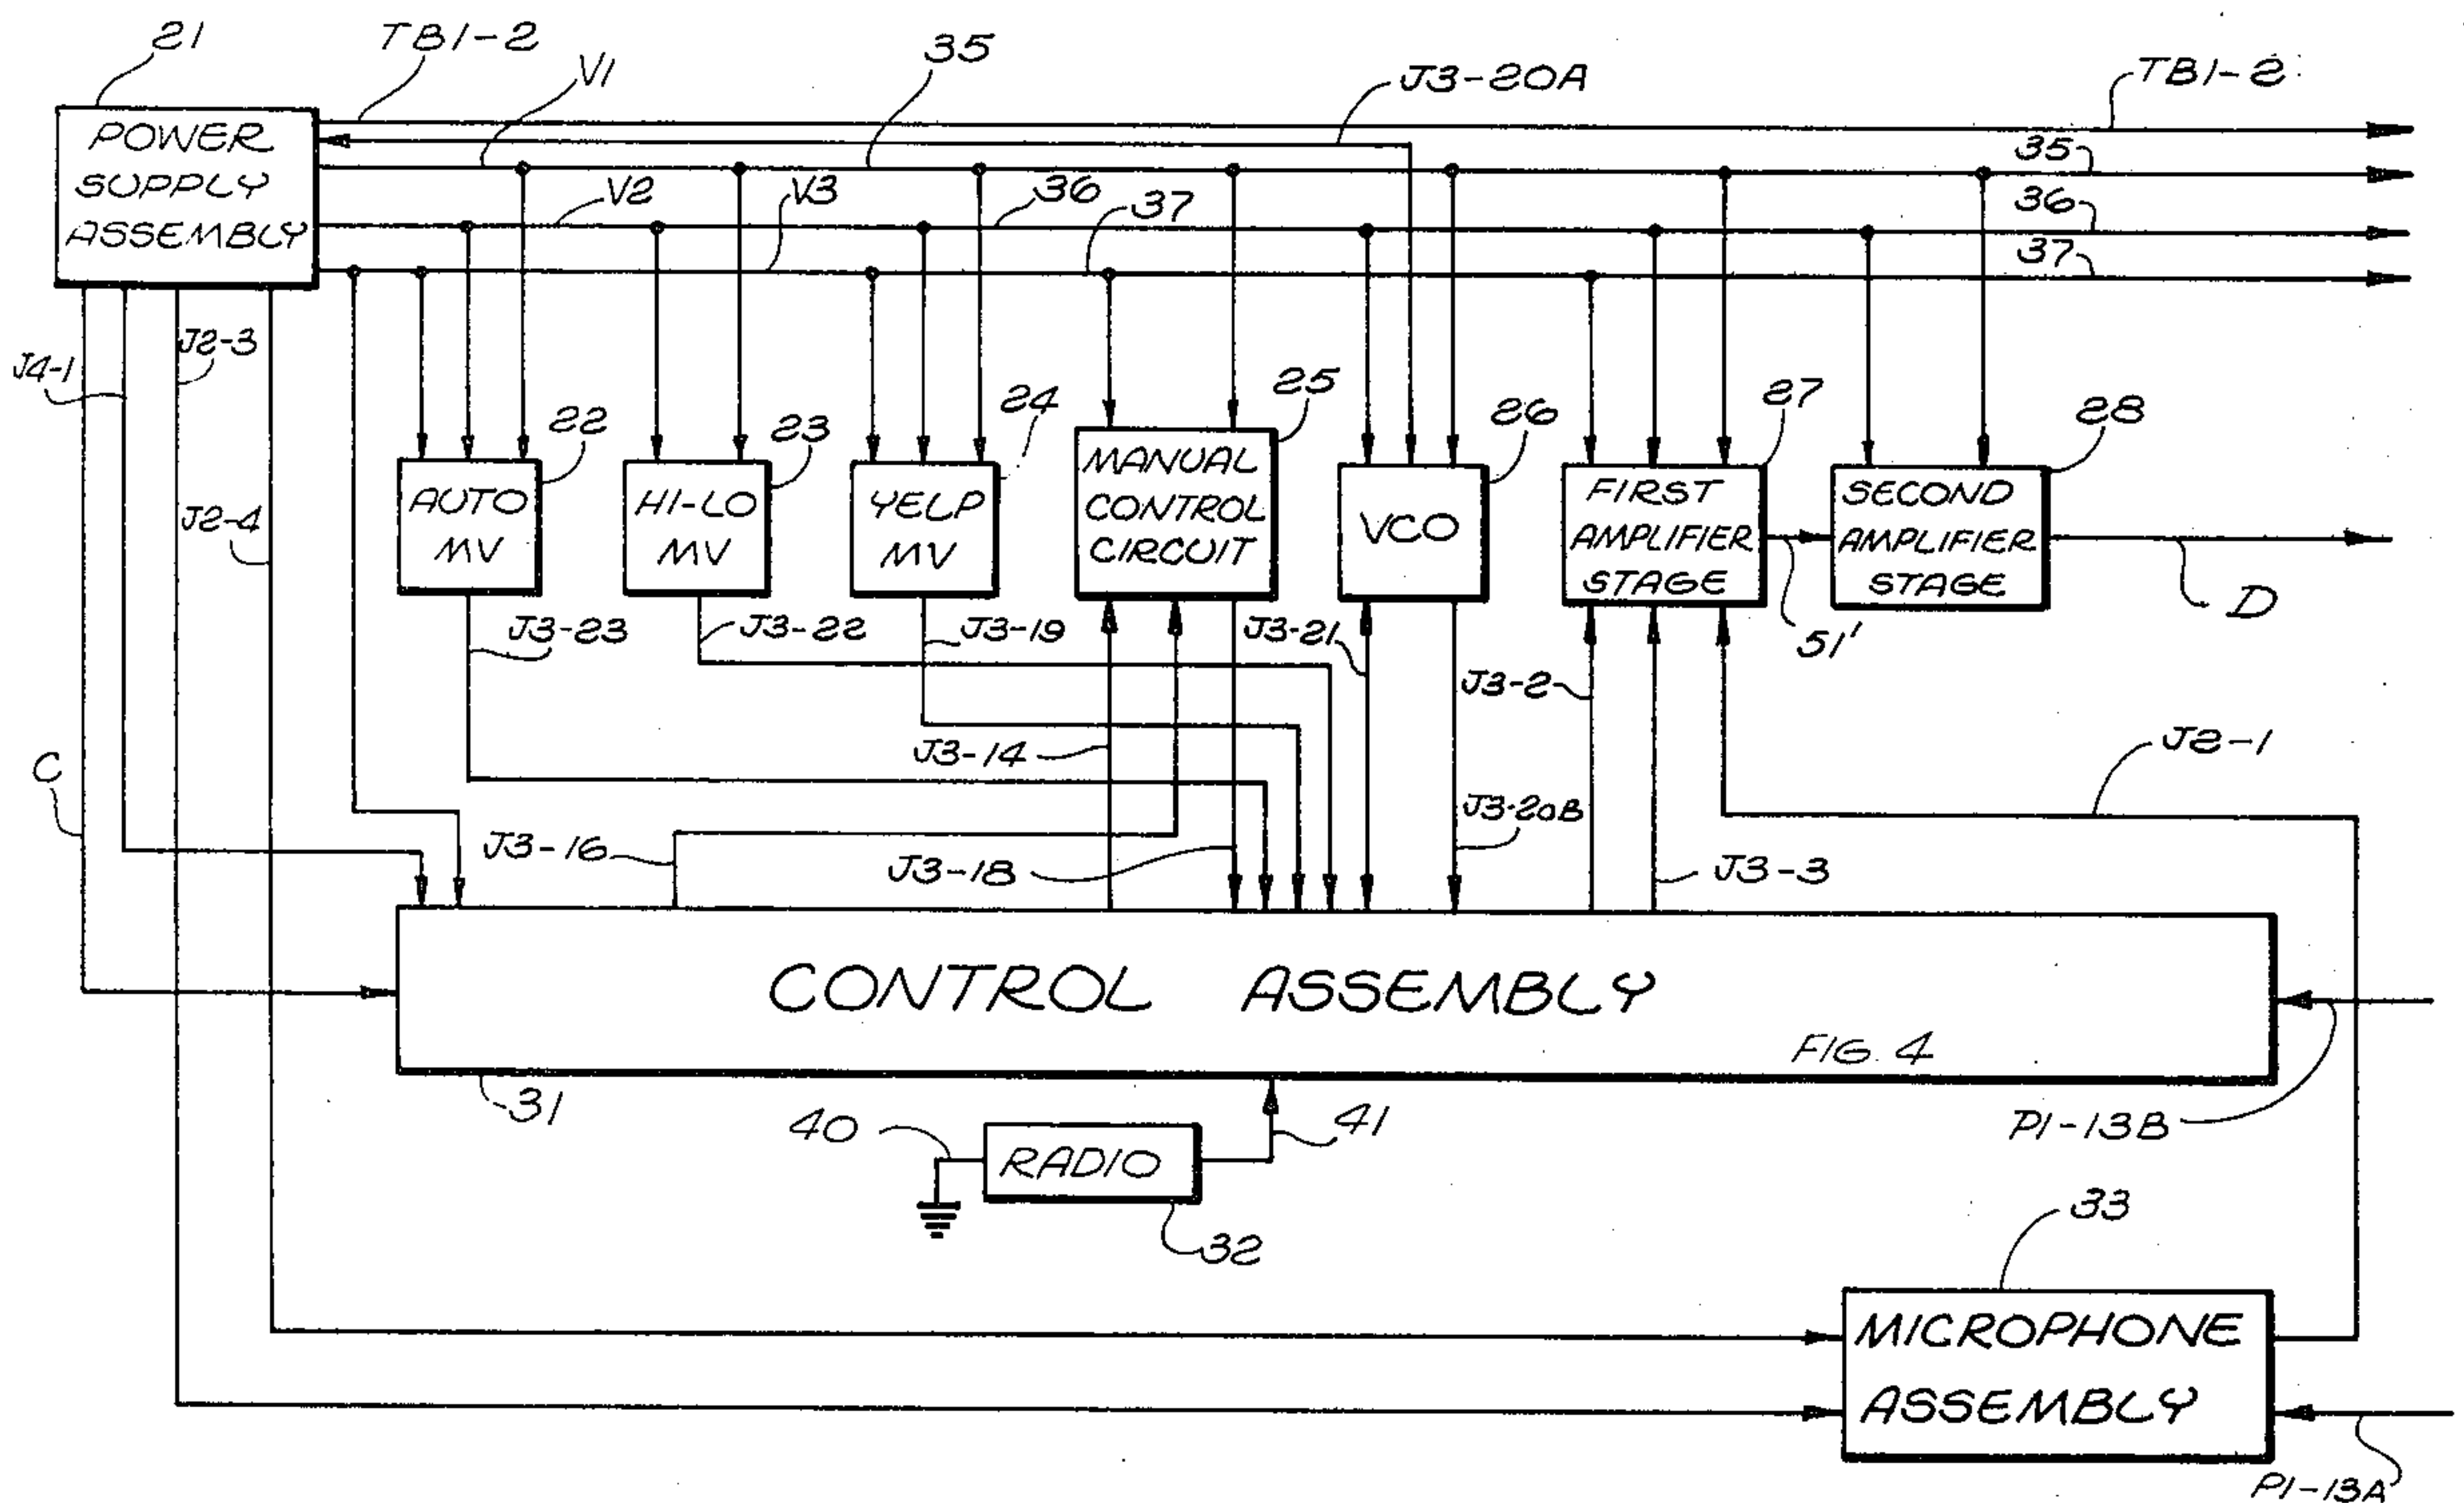 21
TB1-2
V1
35
J3-20A
TB1-2
POWER
SUPPLY
ASSEMBLY
V2
V3
36
37
35
36
37
J4-1
J2-3
J2-4
22
23
24
25
26
27
28
AUTO
MV
HI-LO
MV
YELP
MV
MANUAL
CONTROL
CIRCUIT
VCO
FIRST
AMPLIFIER
STAGE
SECOND
AMPLIFIER
STAGE
J3-23
J3-22
J3-19
J3-21
51'
D
J3-2
J3-14
J2-1
C
J3-16
J3-18
J3-20B
J3-3
CONTROL ASSEMBLY
FIG. 4
31
40
RADIO
41
32
P1-13B
33
MICROPHONE
ASSEMBLY
P1-13A